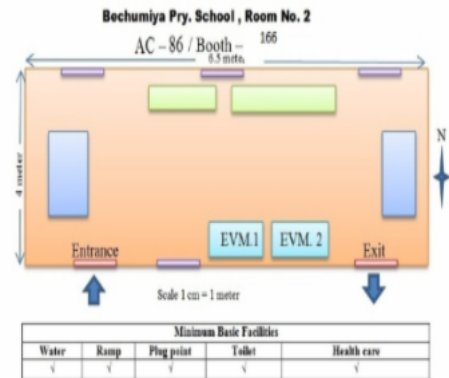 Bechumiya Pry. School , Room No. 2
AC – 86 / Booth – 166
6.5 mete.
4 meter
N
EVM.1 EVM. 2
Entrance Exit
Scale 1 cm = 1 meter
Minimum Basic Facilities
Water Ramp Plug point Toilet Health care
√ √ √ √ √